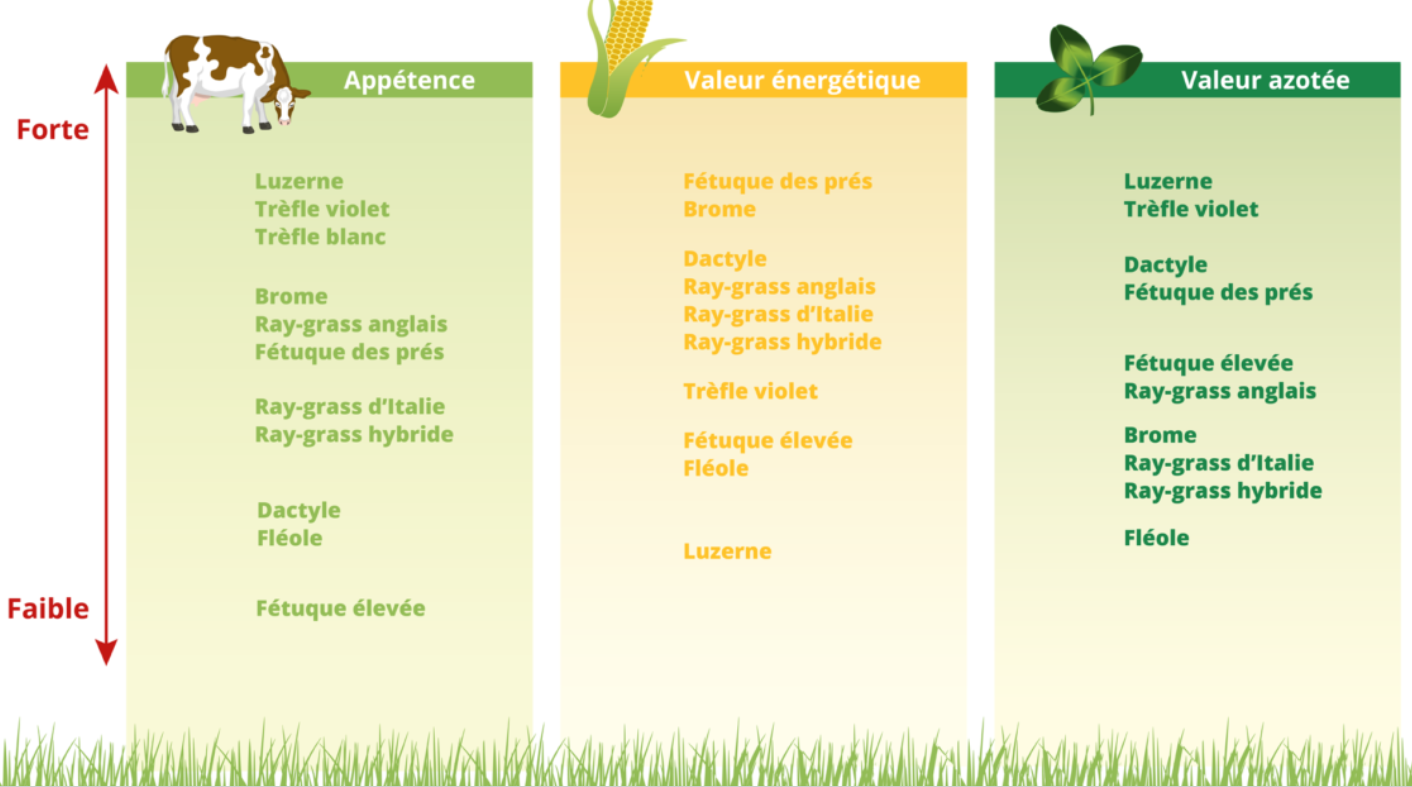 Appétence
Valeur énergétique
Valeur azotée
Forte
Faible
Luzerne
Trèfle violet
Trèfle blanc
Brome
Ray-grass anglais
Fétuque des prés
Ray-grass d’Italie
Ray-grass hybride
Dactyle
Fléole
Fétuque élevée
Fétuque des prés
Brome
Dactyle
Ray-grass anglais
Ray-grass d’Italie
Ray-grass hybride
Trèfle violet
Fétuque élevée
Fléole
Luzerne
Luzerne
Trèfle violet
Dactyle
Fétuque des prés
Fétuque élevée
Ray-grass anglais
Brome
Ray-grass d’Italie
Ray-grass hybride
Fléole